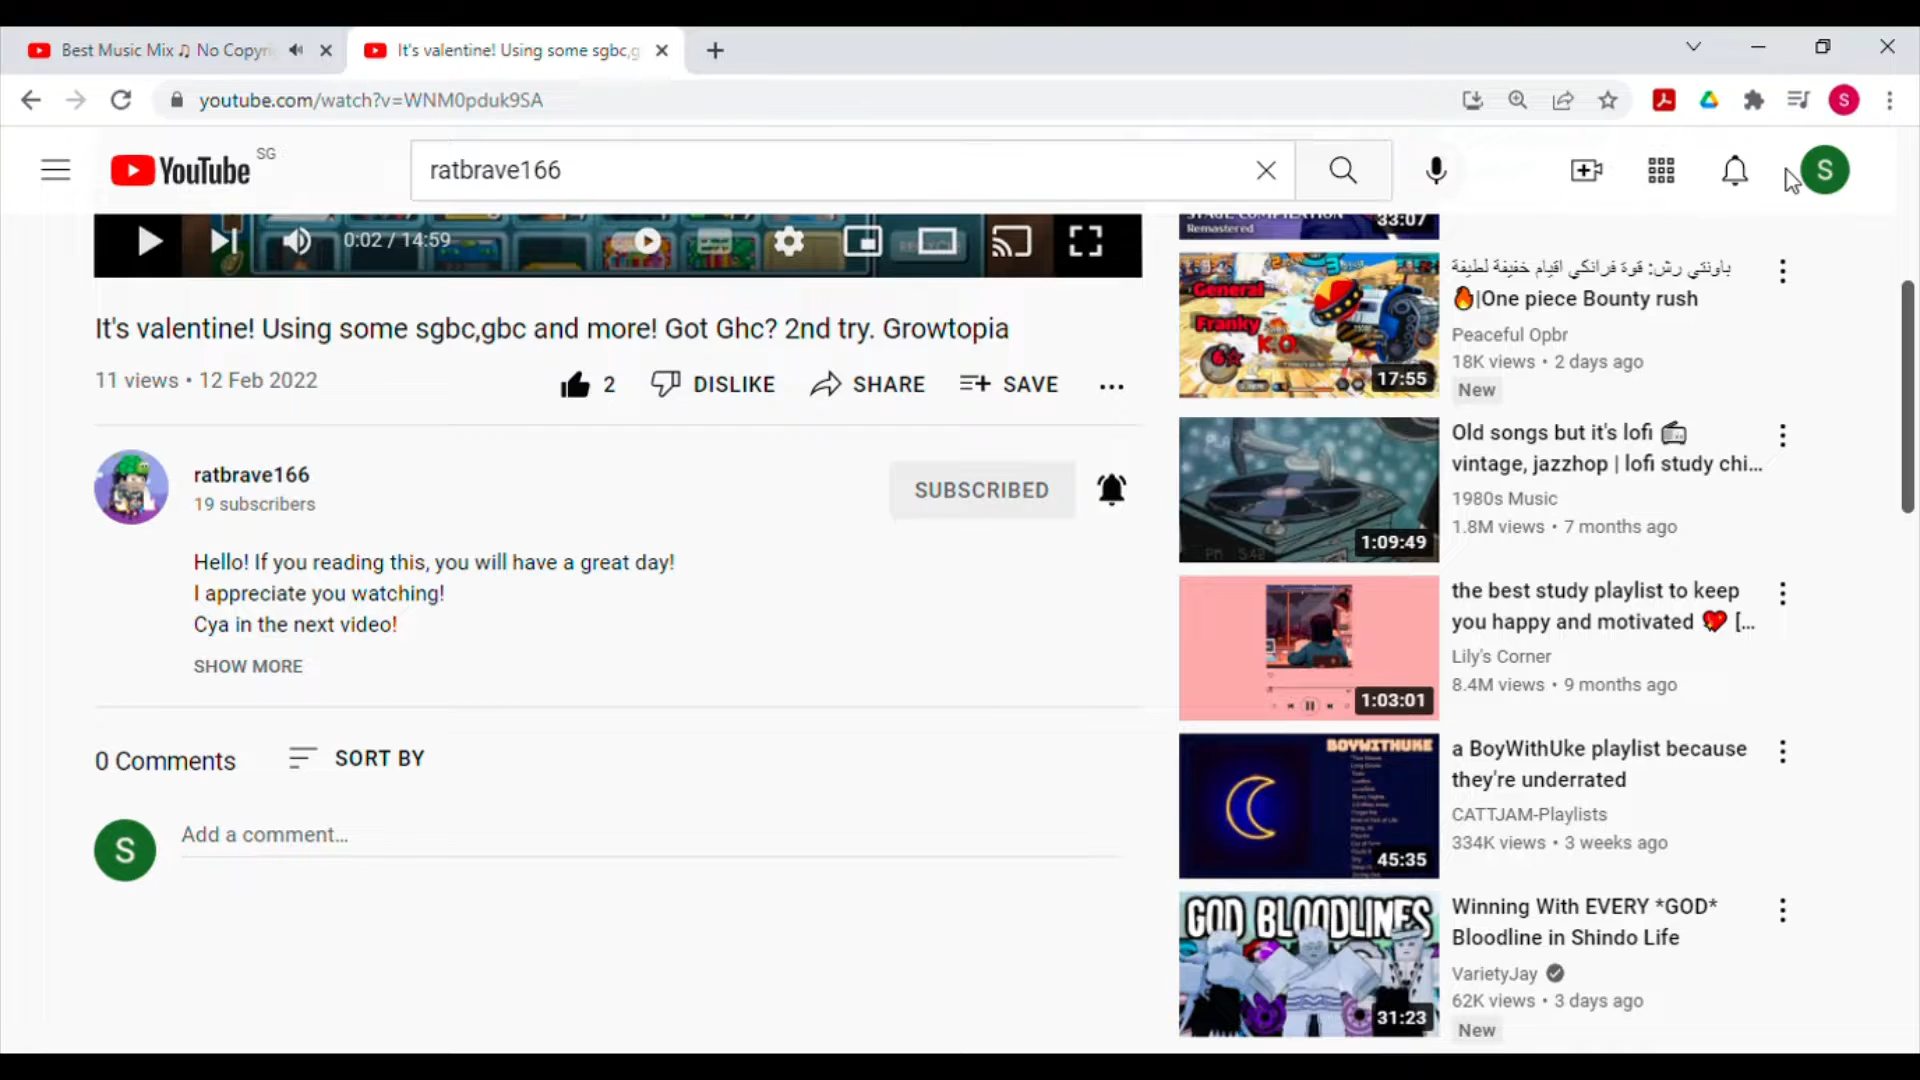 Best Music Mix ♫ No Copyri
It's valentine! Using some sgbc,g
youtube.com/watch?v=WNM0pduk9SA
S
YouTube SG
ratbrave166
S
0:02 / 14:59
It's valentine! Using some sgbc,gbc and more! Got Ghc? 2nd try. Growtopia
11 views • 12 Feb 2022
2
DISLIKE
SHARE
SAVE
ratbrave166
19 subscribers
SUBSCRIBED
Hello! If you reading this, you will have a great day!
I appreciate you watching!
Cya in the next video!
SHOW MORE
0 Comments
SORT BY
S
Add a comment...
Remastered
33:07
General
Franky
K.O.
17:55
باونتي رش: قوة فرانكي اقيام خفيفة لطيفة
🔥|One piece Bounty rush
Peaceful Opbr
18K views • 2 days ago
New
1:09:49
Old songs but it's lofi 📻
vintage, jazzhop | lofi study chi...
1980s Music
1.8M views • 7 months ago
1:03:01
the best study playlist to keep
you happy and motivated 💖 [...
Lily's Corner
8.4M views • 9 months ago
BOYWITHUKE
45:35
a BoyWithUke playlist because
they're underrated
CATTJAM-Playlists
334K views • 3 weeks ago
GOD BLOODLINES
31:23
Winning With EVERY *GOD*
Bloodline in Shindo Life
VarietyJay
62K views • 3 days ago
New